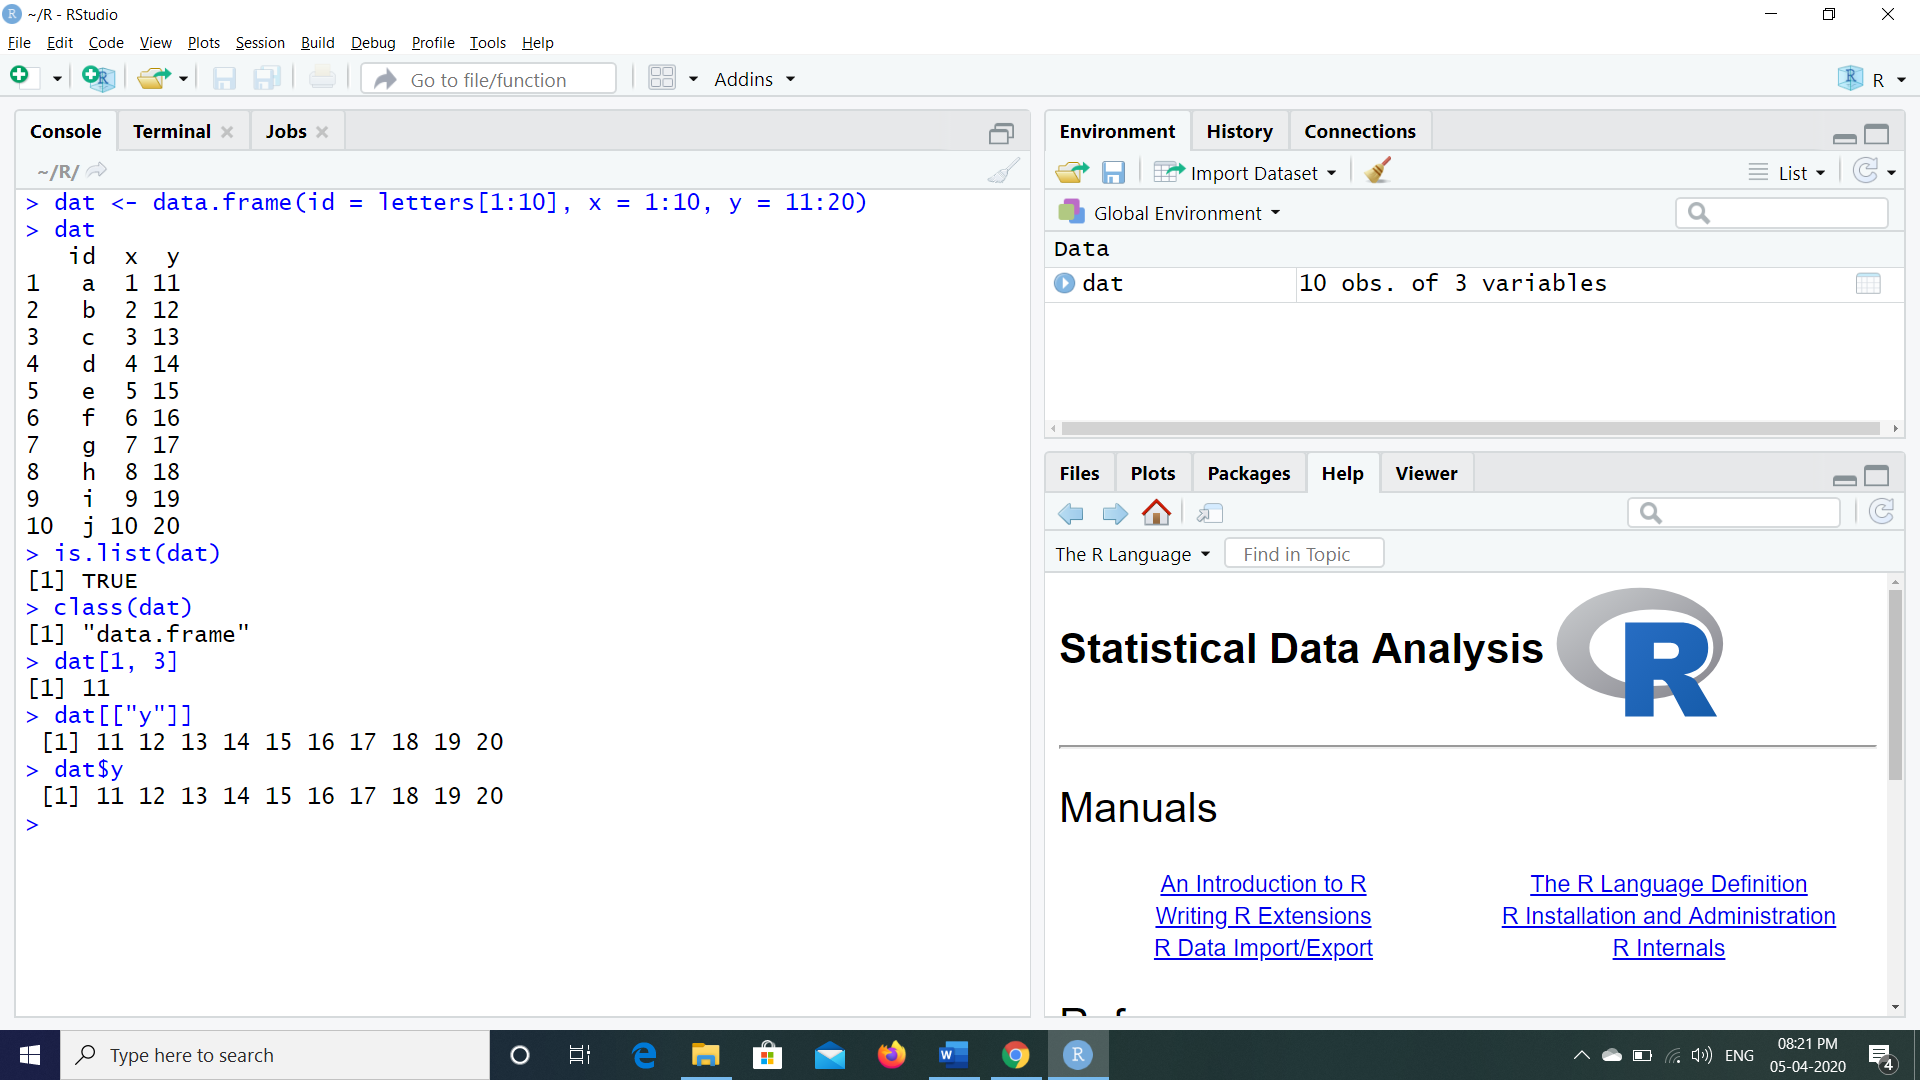 ~/R - RStudio
File Edit Code View Plots Session Build Debug Profile Tools Help
Go to file/function Addins R
Console Terminal Jobs
~/R/
> dat <- data.frame(id = letters[1:10], x = 1:10, y = 11:20)
> dat
id x y
1 a 1 11
2 b 2 12
3 c 3 13
4 d 4 14
5 e 5 15
6 f 6 16
7 g 7 17
8 h 8 18
9 i 9 19
10 j 10 20
> is.list(dat)
[1] TRUE
> class(dat)
[1] "data.frame"
> dat[1, 3]
[1] 11
> dat[["y"]]
[1] 11 12 13 14 15 16 17 18 19 20
> dat$y
[1] 11 12 13 14 15 16 17 18 19 20
>
Environment History Connections
Import Dataset List
Global Environment
Data
dat 10 obs. of 3 variables
Files Plots Packages Help Viewer
The R Language Find in Topic
Statistical Data Analysis R
Manuals
An Introduction to R The R Language Definition
Writing R Extensions R Installation and Administration
R Data Import/Export R Internals
Type here to search
ENG
08:21 PM
05-04-2020
4